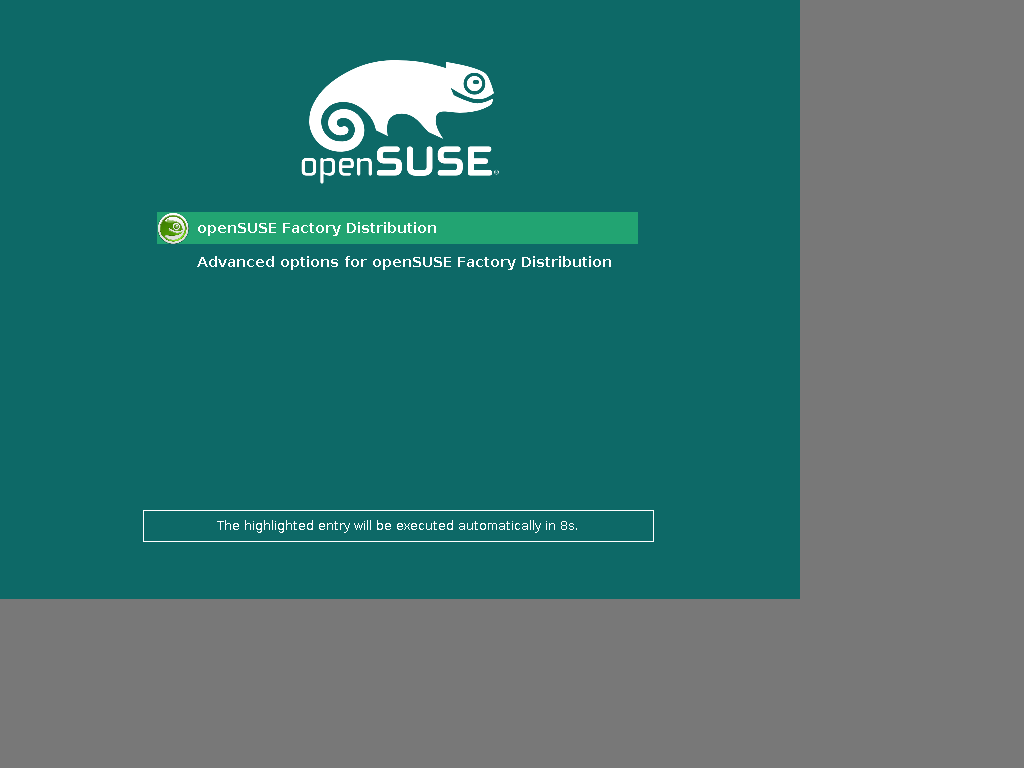 openSUSE®
openSUSE Factory Distribution
Advanced options for openSUSE Factory Distribution
The highlighted entry will be executed automatically in 8s.